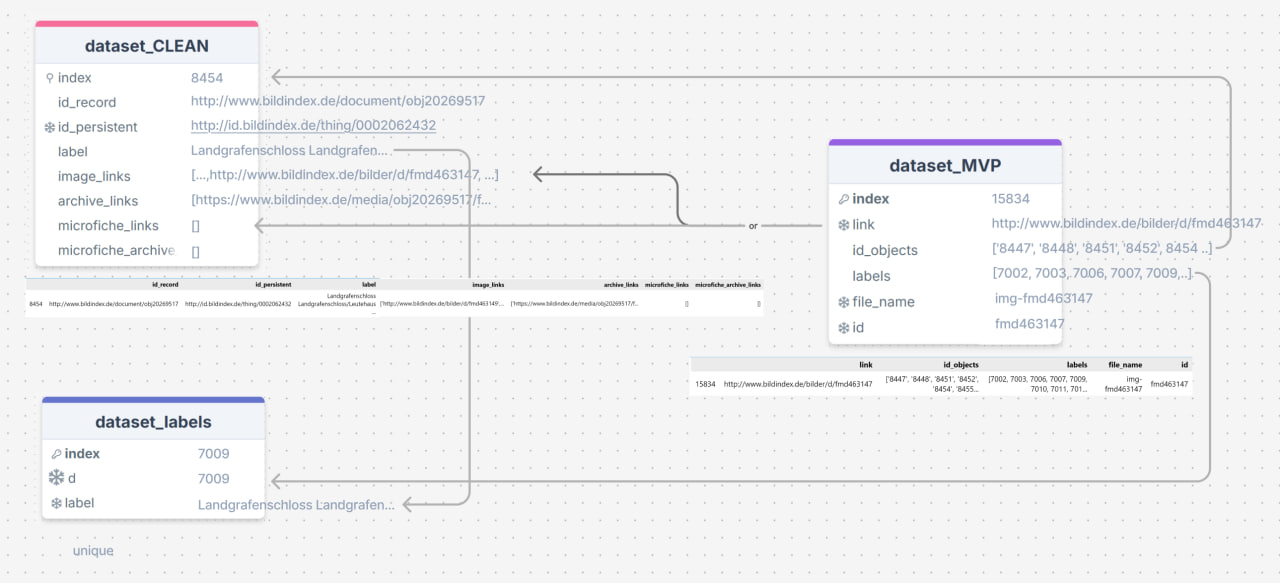 dataset_CLEAN
index 8454
id_record http://www.bildindex.de/document/obj20269517
id_persistent http://id.bildindex.de/thing/0002062432
label Landgrafenschloss Landgrafen...
image_links [...,http://www.bildindex.de/bilder/d/fmd463147, ...]
archive_links [https://www.bildindex.de/media/obj20269517/f...
microfiche_links []
microfiche_archive []
id_record id_persistent label image_links archive_links microfiche_links microfiche_archive_links
Landgrafenschloss
8454 http://www.bildindex.de/document/obj20269517 http://id.bildindex.de/thing/0002062432 Landgrafenschloss/Leutehaus ['http://www.bildindex.de/bilder/d/fmd463149',... ['https://www.bildindex.de/media/obj20269517/f... [] []
...
or
dataset_MVP
index 15834
link http://www.bildindex.de/bilder/d/fmd463147
id_objects ['8447', '8448', '8451', '8452', 8454 ..]
labels [7002, 7003, 7006, 7007, 7009,..]
file_name img-fmd463147
id fmd463147
link id_objects labels file_name id
15834 http://www.bildindex.de/bilder/d/fmd463147 ['8447', '8448', '8451', '8452', [7002, 7003, 7006, 7007, 7009, img- fmd463147
'8454', '8455... 7010, 7011, 701... fmd463147
dataset_labels
index 7009
d 7009
label Landgrafenschloss Landgrafen...
unique